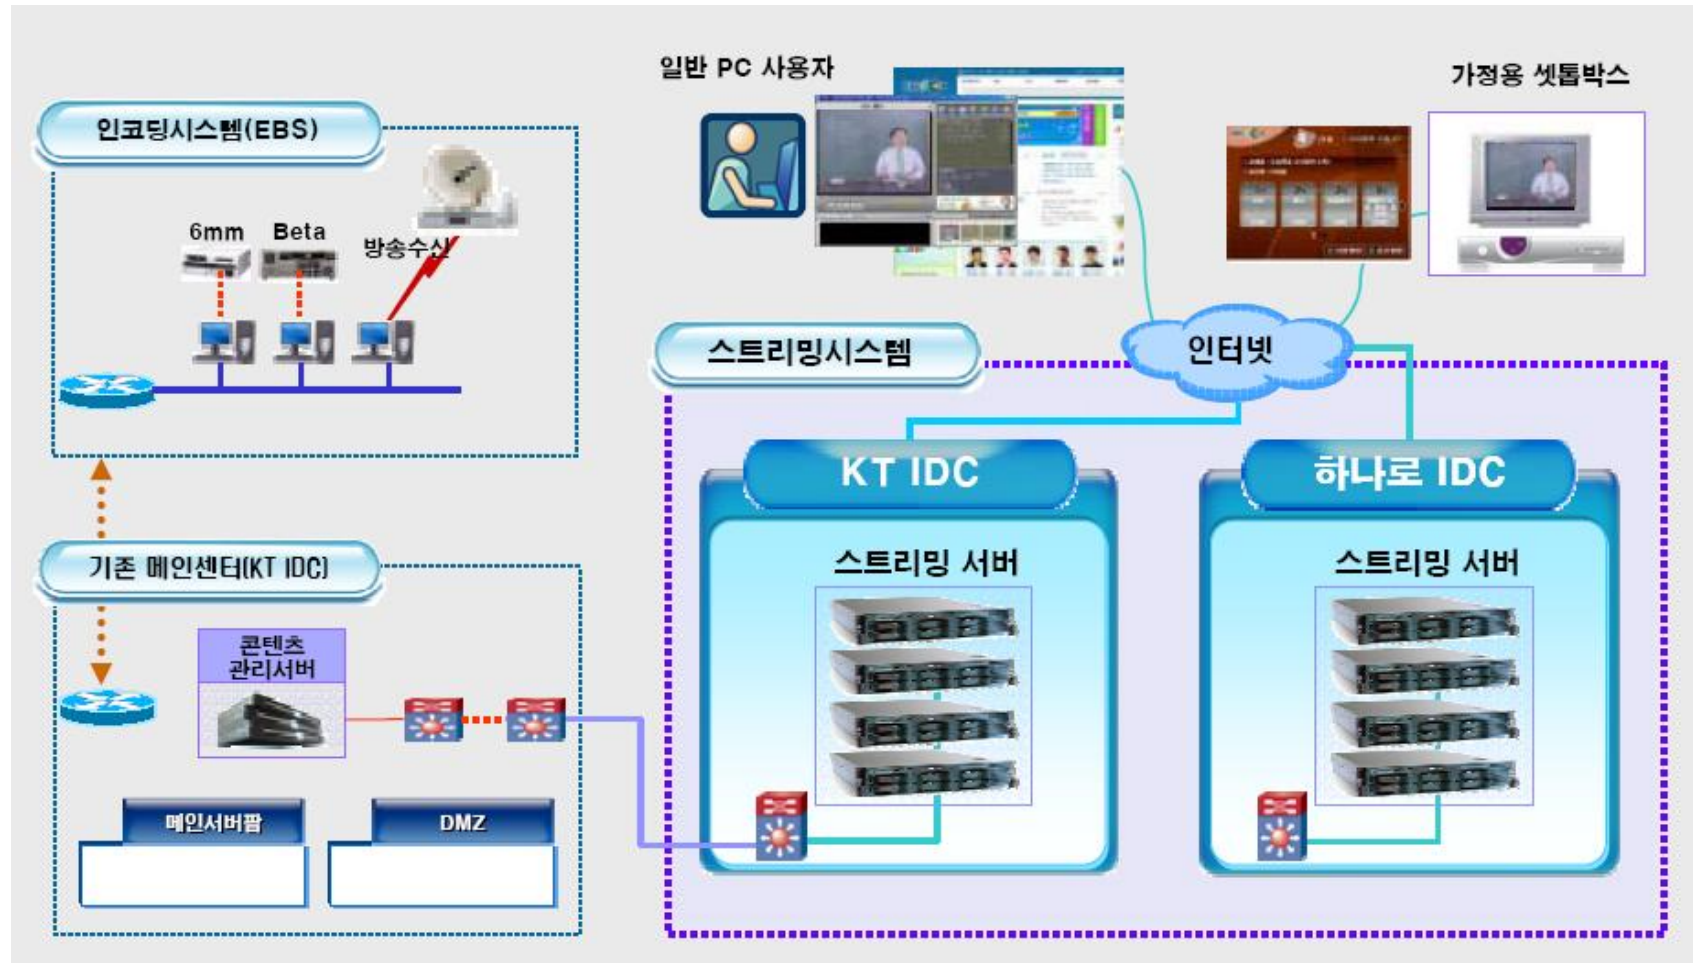 일반 PC 사용자
가정용 셋톱박스
인코딩시스템(EBS)
6mm
Beta
방송수신
스트리밍시스템
인터넷
KT IDC
하나로 IDC
스트리밍 서버
스트리밍 서버
기존 메인센터(KT IDC)
콘텐츠
관리서버
메인서버팜
DMZ